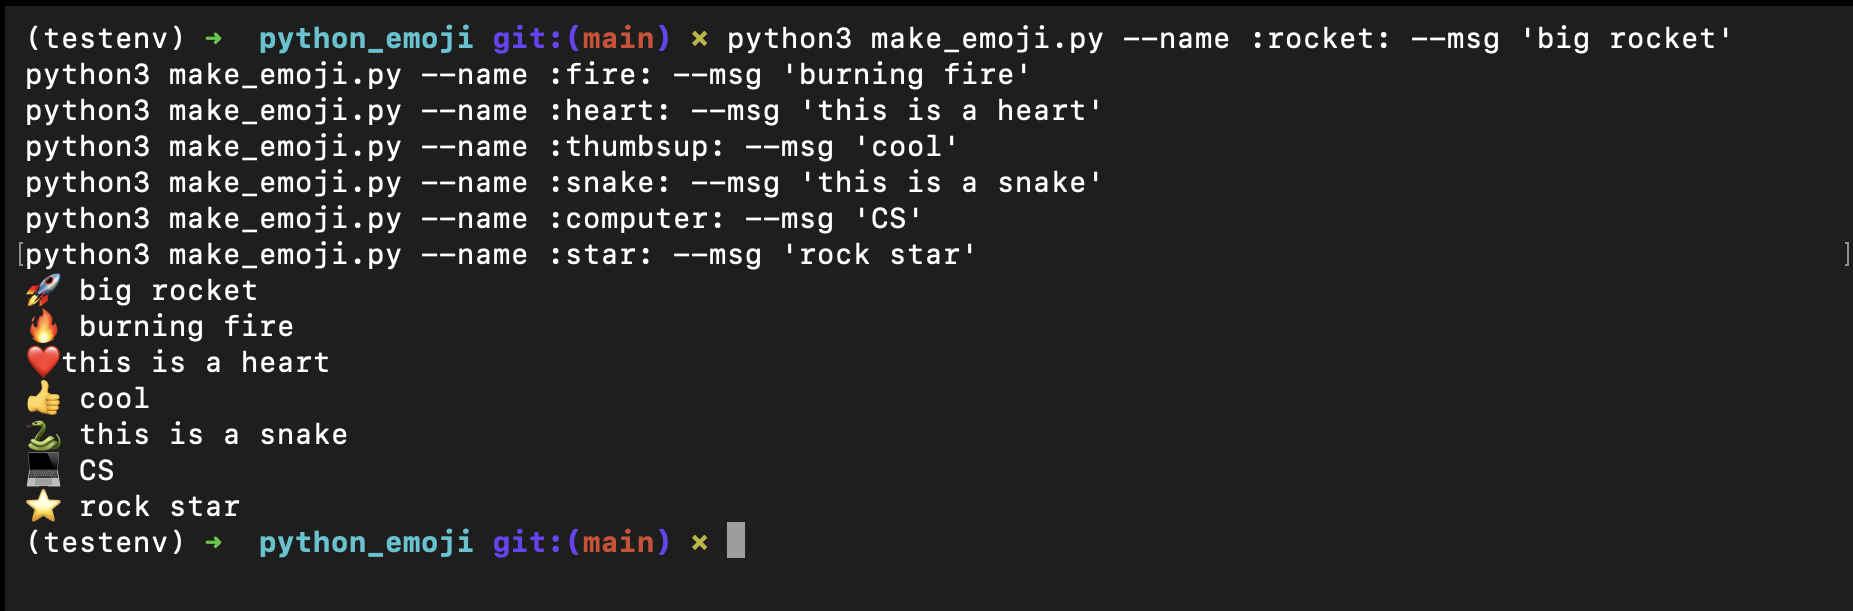 (testenv) ➜  python_emoji git:(main) ✗ python3 make_emoji.py --name :rocket: --msg 'big rocket'
python3 make_emoji.py --name :fire: --msg 'burning fire'
python3 make_emoji.py --name :heart: --msg 'this is a heart'
python3 make_emoji.py --name :thumbsup: --msg 'cool'
python3 make_emoji.py --name :snake: --msg 'this is a snake'
python3 make_emoji.py --name :computer: --msg 'CS'
[python3 make_emoji.py --name :star: --msg 'rock star' ]
🚀 big rocket
🔥 burning fire
❤️this is a heart
👍 cool
🐍 this is a snake
💻 CS
⭐ rock star
(testenv) ➜  python_emoji git:(main) ✗